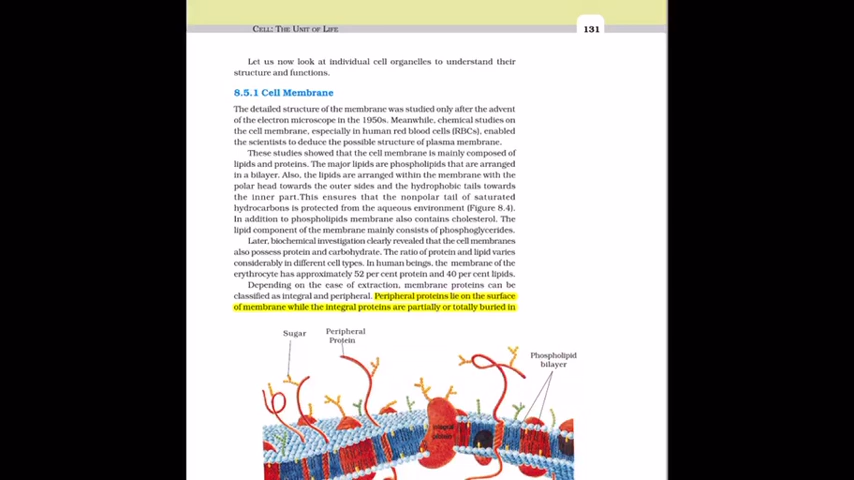 CELL: THE UNIT OF LIFE
131
Let us now look at individual cell organelles to understand their
structure and functions.
8.5.1 Cell Membrane
The detailed structure of the membrane was studied only after the advent
of the electron microscope in the 1950s. Meanwhile, chemical studies on
the cell membrane, especially in human red blood cells (RBCs), enabled
the scientists to deduce the possible structure of plasma membrane.
These studies showed that the cell membrane is mainly composed of
lipids and proteins. The major lipids are phospholipids that are arranged
in a bilayer. Also, the lipids are arranged within the membrane with the
polar head towards the outer sides and the hydrophobic tails towards
the inner part.This ensures that the nonpolar tail of saturated
hydrocarbons is protected from the aqueous environment (Figure 8.4).
In addition to phospholipids membrane also contains cholesterol. The
lipid component of the membrane mainly consists of phosphoglycerides.
Later, biochemical investigation clearly revealed that the cell membranes
also possess protein and carbohydrate. The ratio of protein and lipid varies
considerably in different cell types. In human beings, the membrane of the
erythrocyte has approximately 52 per cent protein and 40 per cent lipids.
Depending on the ease of extraction, membrane proteins can be
classified as integral and peripheral. Peripheral proteins lie on the surface
of membrane while the integral proteins are partially or totally buried in
Sugar
Peripheral
Protein
Phospholipid
bilayer
Integral
protein